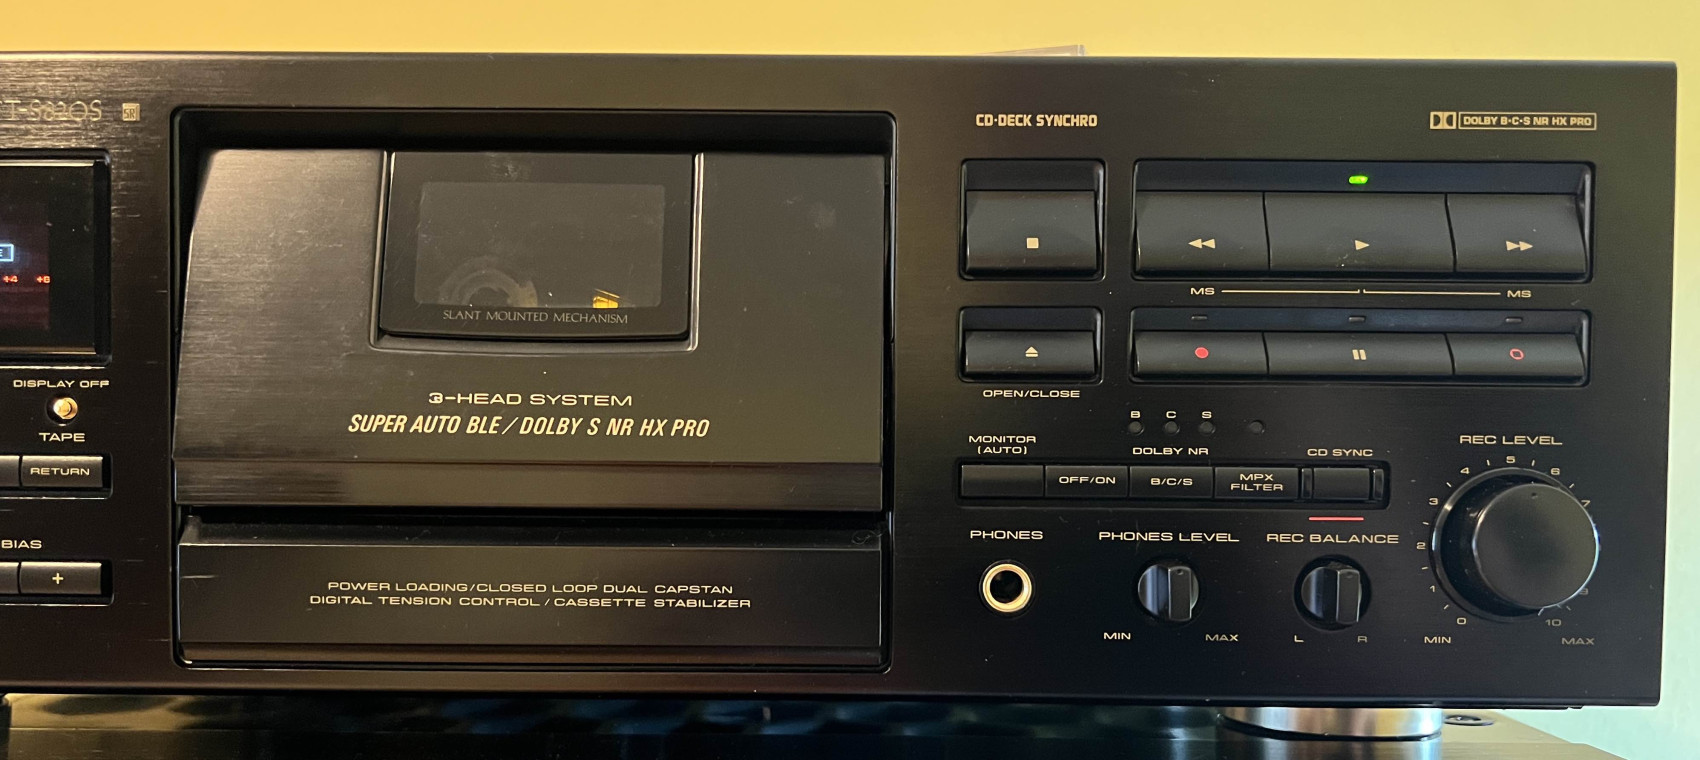 CT-S820S
CD·DECK SYNCHRO
DOLBY B·C·S NR HX PRO
+4 +8
SLANT MOUNTED MECHANISM
MS MS
DISPLAY OFF
TAPE
RETURN
3-HEAD SYSTEM
SUPER AUTO BLE / DOLBY S NR HX PRO
OPEN/CLOSE
B C S
MONITOR
(AUTO)
DOLBY NR
CD SYNC
OFF/ON
B/C/S
MPX
FILTER
REC LEVEL
0 1 2 3 4 5 6 7 10
MIN MAX
BIAS
+
POWER LOADING/CLOSED LOOP DUAL CAPSTAN
DIGITAL TENSION CONTROL / CASSETTE STABILIZER
PHONES
PHONES LEVEL
MIN MAX
REC BALANCE
L R